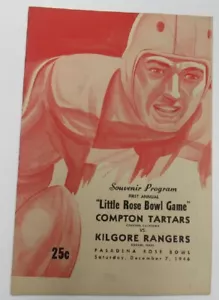 Souvenir Program
FIRST ANNUAL
"Little Rose Bowl Game"
COMPTON TARTARS
VS.
KILGORE RANGERS
PASADENA ROSE BOWL
Saturday, December 7, 1946
25c